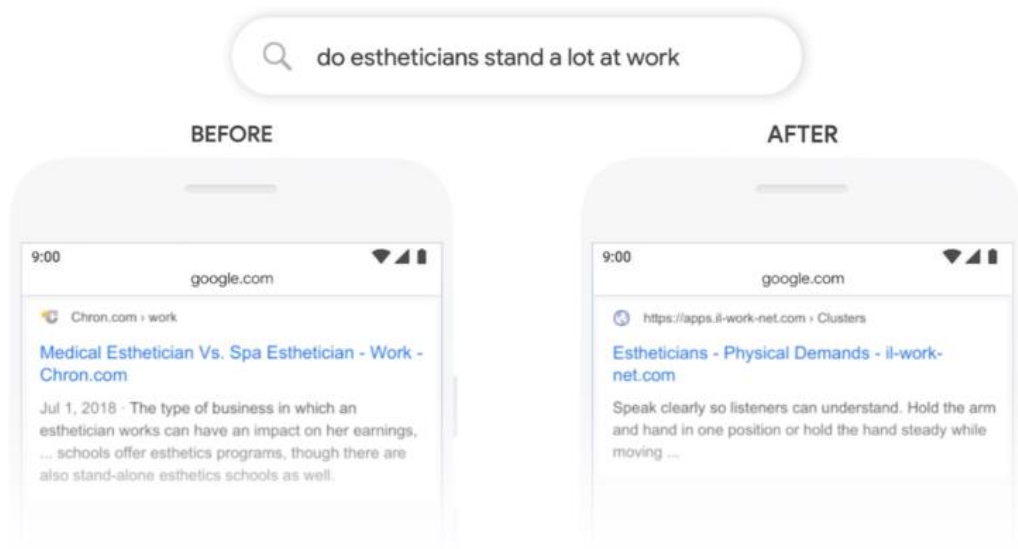 do estheticians stand a lot at work
BEFORE
9:00
google.com
Chron.com › work
Medical Esthetician Vs. Spa Esthetician - Work -
Chron.com
Jul 1, 2018 · The type of business in which an
esthetician works can have an impact on her earnings,
... schools offer esthetics programs, though there are
also stand-alone esthetics schools as well.
AFTER
9:00
google.com
https://apps.il-work-net.com › Clusters
Estheticians - Physical Demands - il-work-
net.com
Speak clearly so listeners can understand. Hold the arm
and hand in one position or hold the hand steady while
moving ...